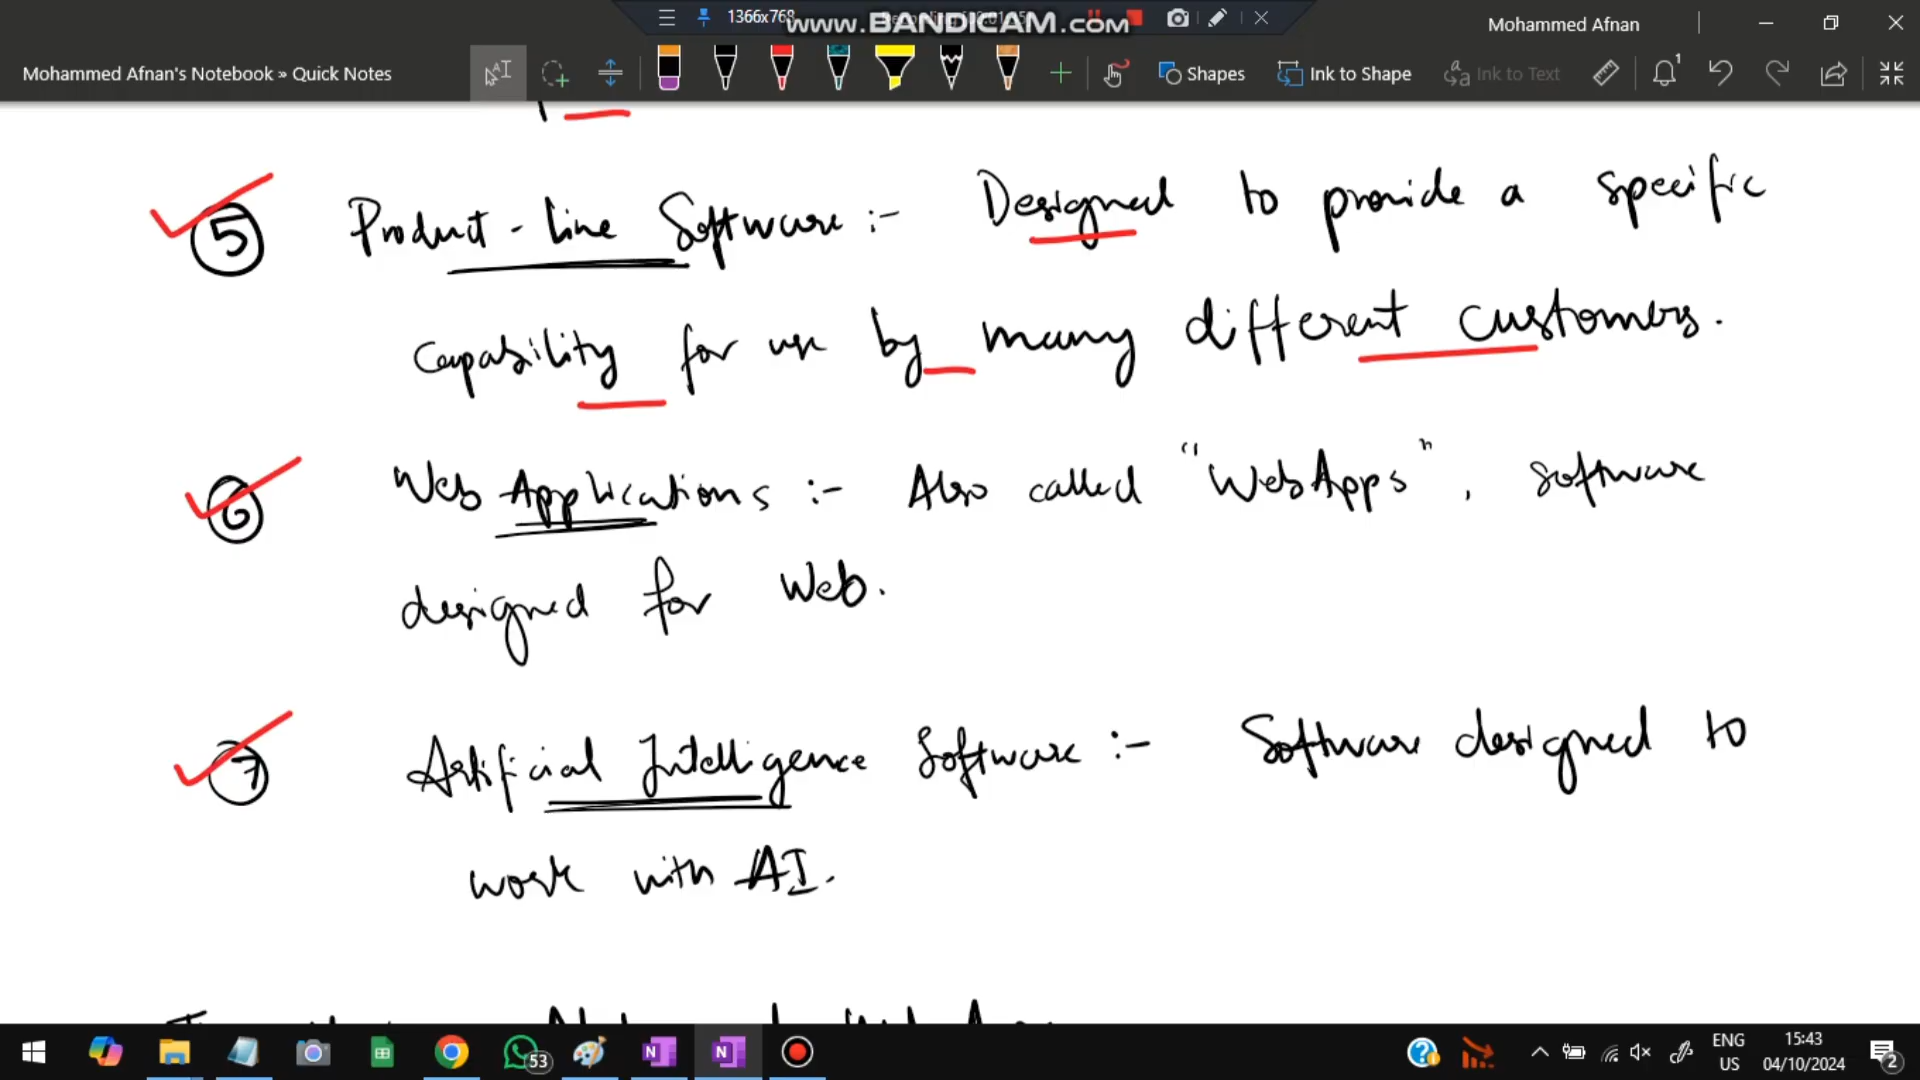 1366x768
www.BANDICAM.com
Mohammed Afnan
Mohammed Afnan's Notebook » Quick Notes
Shapes
Ink to Shape
Ink to Text
1
5 Product-line Software :- Designed to provide a specific
capability for use by many different customers.
6 Web Applications :- Also called "WebApps", software
designed for Web.
7 Artificial Intelligence Software :- Software designed to
work with AI.
53
ENG
US
15:43
04/10/2024
2